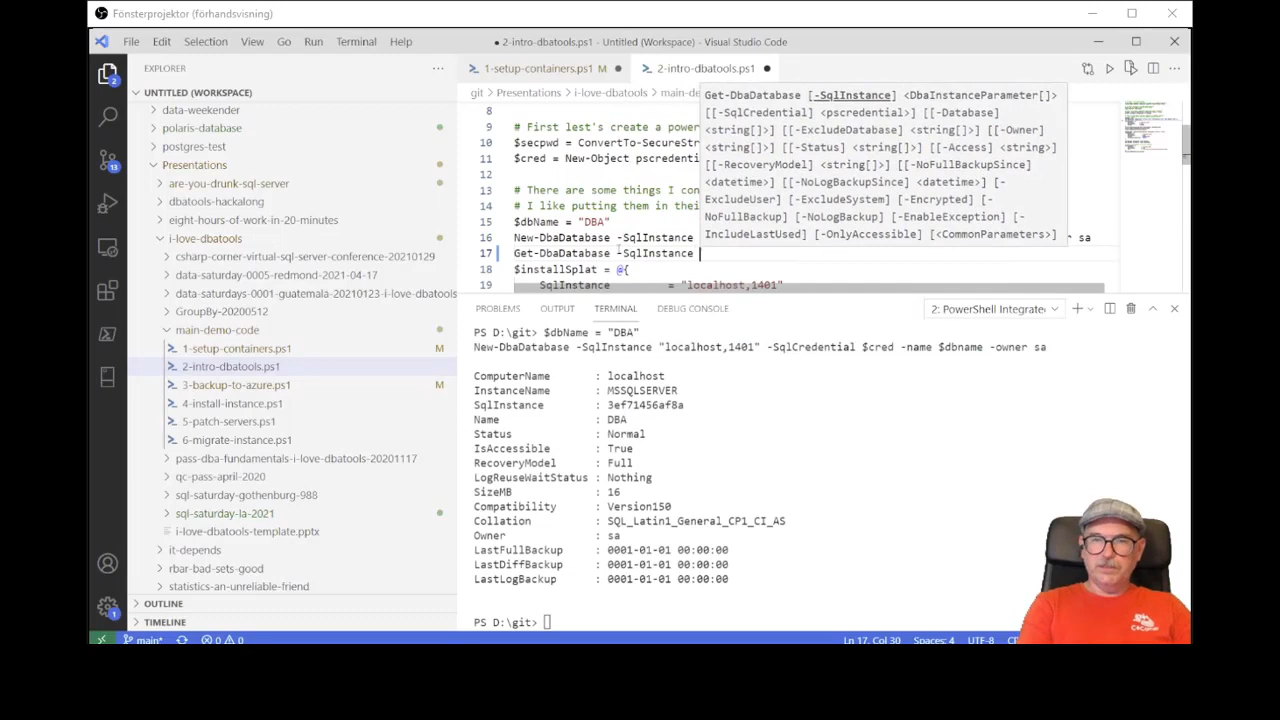 Fönsterprojektor (förhandsvisning)
File Edit Selection View Go Run Terminal Help
● 2-intro-dbatools.ps1 - Untitled (Workspace) - Visual Studio Code
EXPLORER
UNTITLED (WORKSPACE)
data-weekender
polaris-database
postgres-test
Presentations
are-you-drunk-sql-server
dbatools-hackalong
eight-hours-of-work-in-20-minutes
i-love-dbatools
csharp-corner-virtual-sql-server-conference-20210129
data-saturday-0005-redmond-2021-04-17
data-saturdays-0001-guatemala-20210123-i-love-dbatools
GroupBy-20200512
main-demo-code
1-setup-containers.ps1 M
2-intro-dbatools.ps1
3-backup-to-azure.ps1 M
4-install-instance.ps1
5-patch-servers.ps1
6-migrate-instance.ps1
pass-dba-fundamentals-i-love-dbatools-20201117
qc-pass-april-2020
sql-saturday-gothenburg-988
sql-saturday-la-2021
i-love-dbatools-template.pptx
it-depends
rbar-bad-sets-good
statistics-an-unreliable-friend
OUTLINE
TIMELINE
2
13
1
1-setup-containers.ps1 M ●
2-intro-dbatools.ps1 ●
git > Presentations > i-love-dbatools > main-de
8
9 # First lest's create a power
10 $secpwd = ConvertTo-SecureStr
11 $cred = New-Object pscredenti
12
13 # There are some things I con
14 # I like putting them in thei
15 $dbName = "DBA"
16 New-DbaDatabase -SqlInstance sa
17 Get-DbaDatabase -SqlInstance
18 $installSplat = @{
19 SqlInstance = "localhost,1401"
Get-DbaDatabase [-SqlInstance] <DbaInstanceParameter[]>
[[-SqlCredential] <pscredential>] [[-Database]
<string[]>] [[-ExcludeDatabase] <string[]>] [[-Owner]
<string[]>] [[-Status] <string[]>] [[-Access] <string>]
[[-RecoveryModel] <string[]>] [[-NoFullBackupSince]
<datetime>] [[-NoLogBackupSince] <datetime>] [-
ExcludeUser] [-ExcludeSystem] [-Encrypted] [-
NoFullBackup] [-NoLogBackup] [-EnableException] [-
IncludeLastUsed] [-OnlyAccessible] [<CommonParameters>]
PROBLEMS OUTPUT TERMINAL DEBUG CONSOLE
2: PowerShell Integrate
PS D:\git> $dbName = "DBA"
New-DbaDatabase -SqlInstance "localhost,1401" -SqlCredential $cred -name $dbname -owner sa
ComputerName : localhost
InstanceName : MSSQLSERVER
SqlInstance : 3ef71456af8a
Name : DBA
Status : Normal
IsAccessible : True
RecoveryModel : Full
LogReuseWaitStatus : Nothing
SizeMB : 16
Compatibility : Version150
Collation : SQL_Latin1_General_CP1_CI_AS
Owner : sa
LastFullBackup : 0001-01-01 00:00:00
LastDiffBackup : 0001-01-01 00:00:00
LastLogBackup : 0001-01-01 00:00:00
PS D:\git>
main* 0 0
Ln 17, Col 30 Spaces: 4 UTF-8